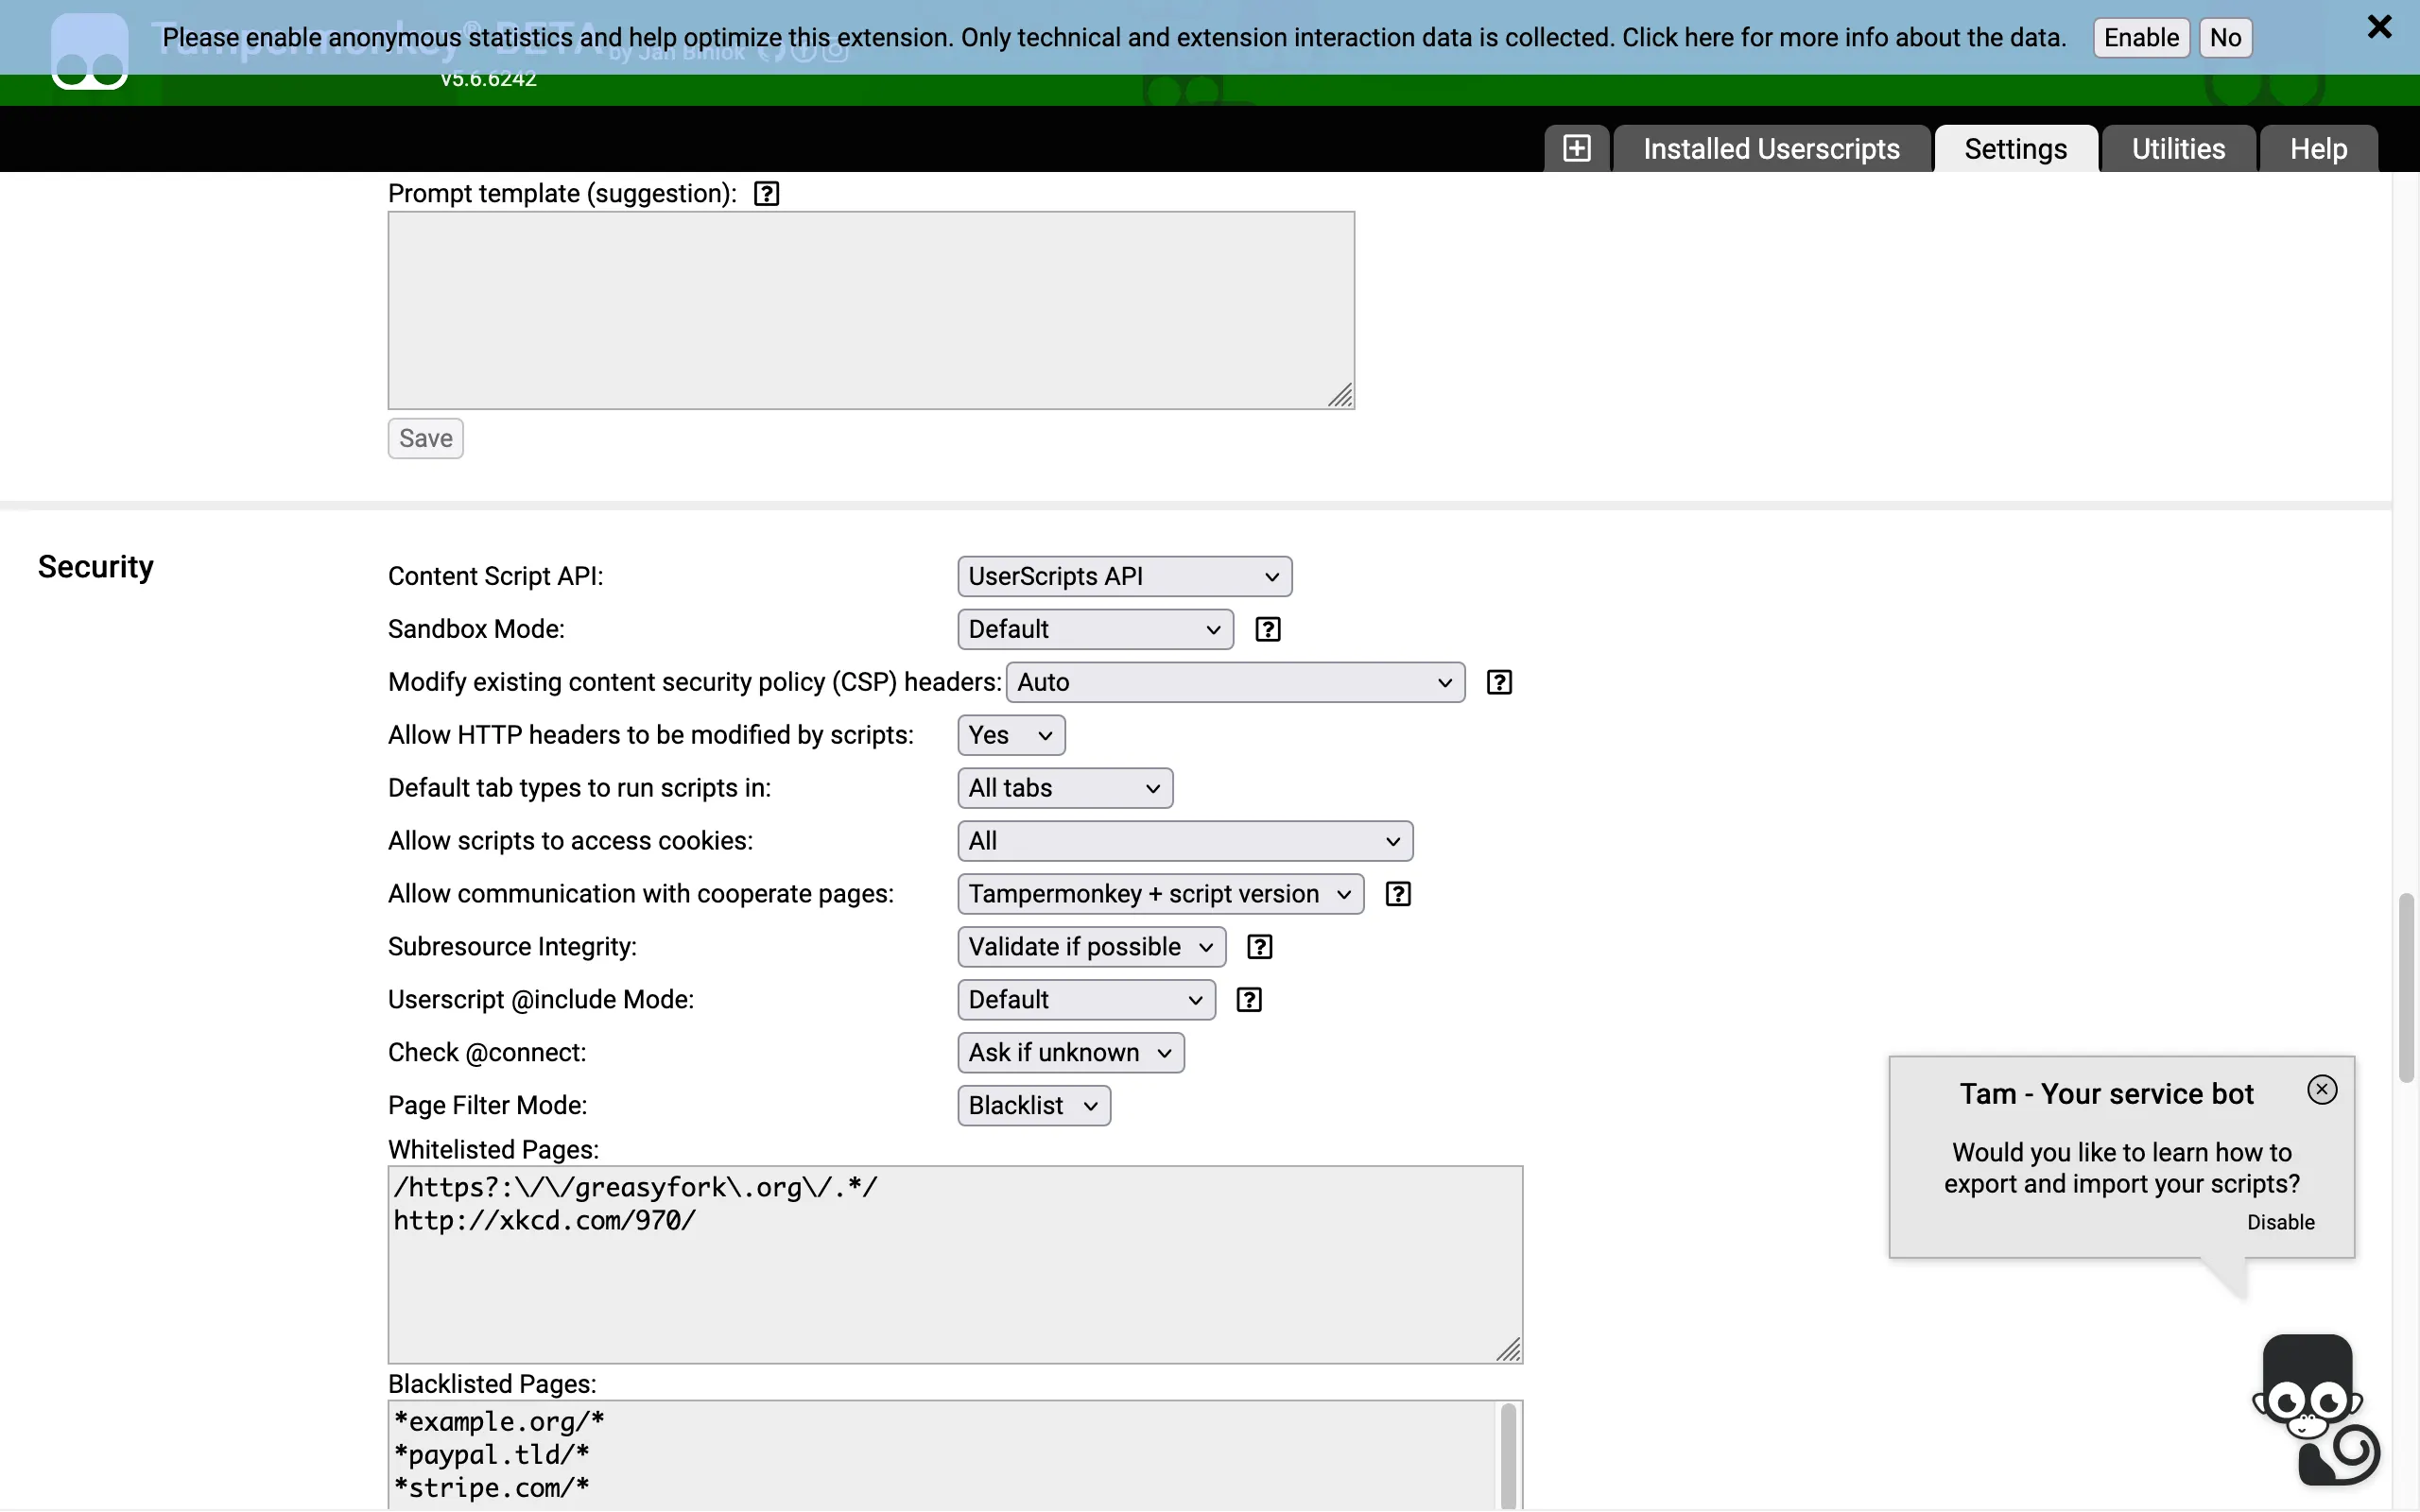 Please enable anonymous statistics and help optimize this extension. Only technical and extension interaction data is collected. Click here for more info about the data. Enable No
Tampermonkey® BETA by Jan Biniok
v5.6.6242
Installed Userscripts Settings Utilities Help
Prompt template (suggestion):
Save
Security
Content Script API: UserScripts API
Sandbox Mode: Default
Modify existing content security policy (CSP) headers: Auto
Allow HTTP headers to be modified by scripts: Yes
Default tab types to run scripts in: All tabs
Allow scripts to access cookies: All
Allow communication with cooperate pages: Tampermonkey + script version
Subresource Integrity: Validate if possible
Userscript @include Mode: Default
Check @connect: Ask if unknown
Page Filter Mode: Blacklist
Whitelisted Pages:
/https?:\/\/greasyfork\.org\/.*/
http://xkcd.com/970/
Blacklisted Pages:
*example.org/*
*paypal.tld/*
*stripe.com/*
Tam - Your service bot
Would you like to learn how to
export and import your scripts?
Disable